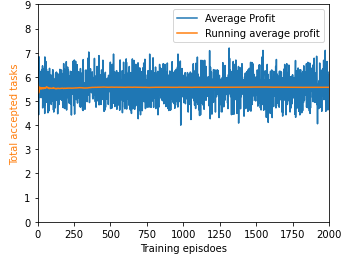 Average Profit
Running average profit
Total accepted tasks
9
8
7
6
5
4
3
2
1
0
0 250 500 750 1000 1250 1500 1750 2000
Training episdoes